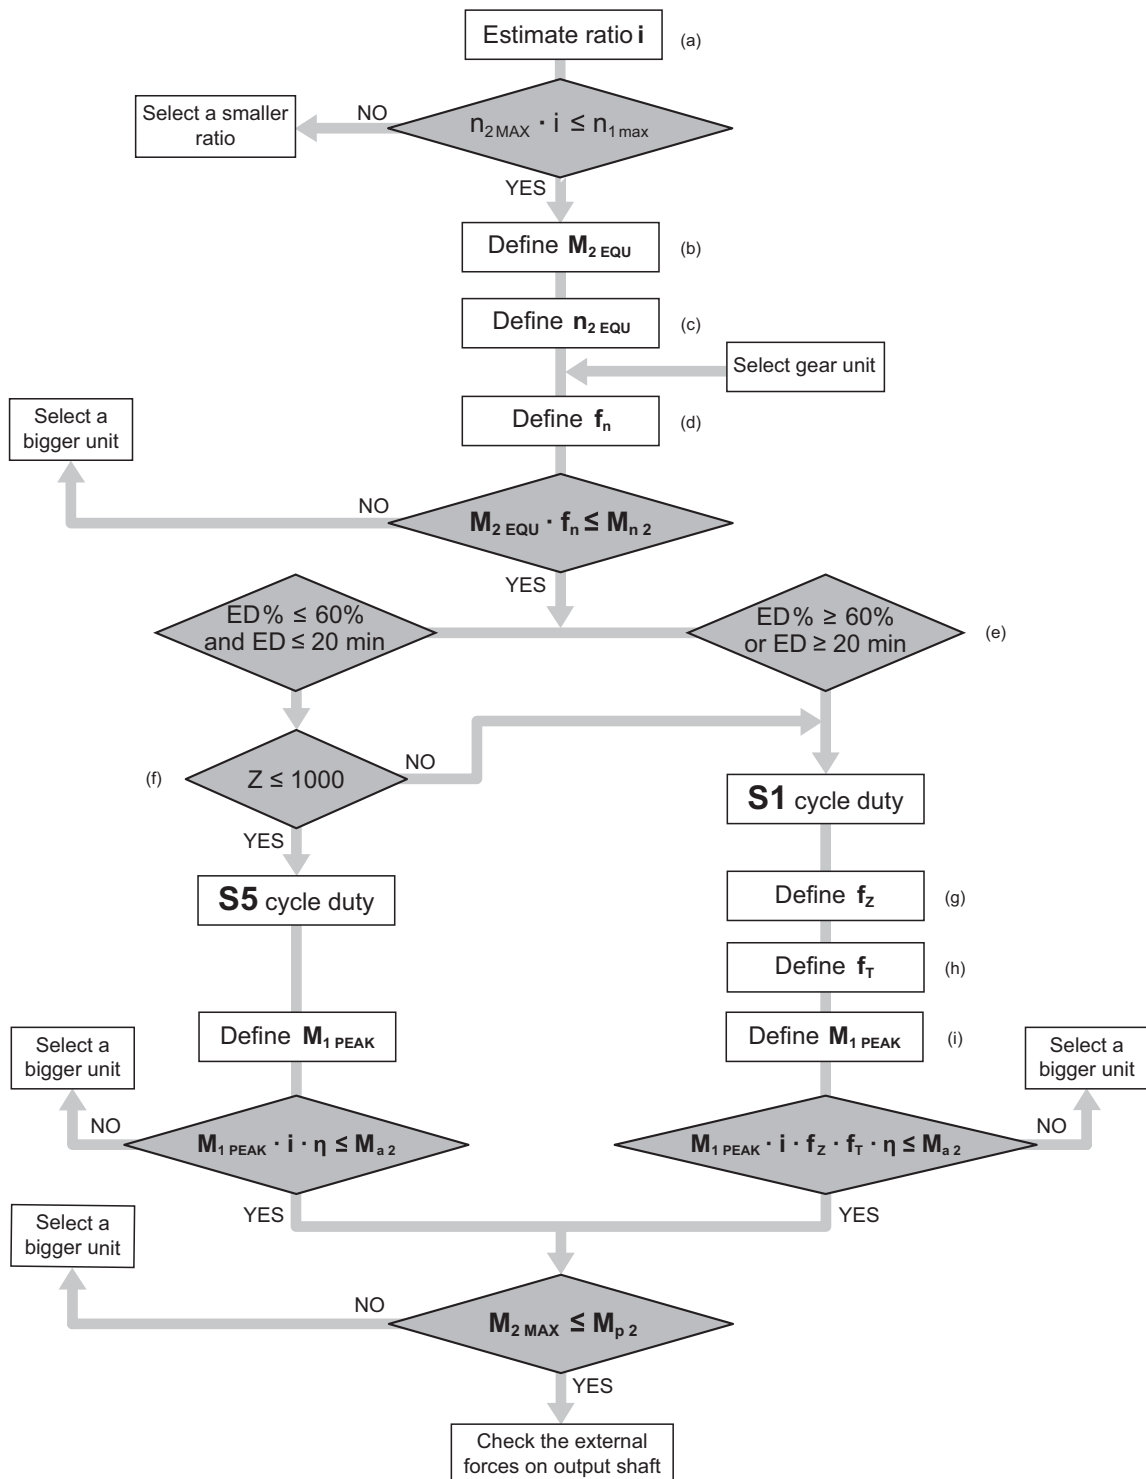 Estimate ratio i
(a)
Select a smaller
ratio
NO
n2 MAX · i ≤ n1 max
YES
Define M2 EQU
(b)
Define n2 EQU
(c)
Select gear unit
Define fn
(d)
Select a
bigger unit
NO
M2 EQU · fn ≤ Mn 2
YES
ED% ≤ 60%
and ED ≤ 20 min
ED% ≥ 60%
or ED ≥ 20 min
(e)
(f)
Z ≤ 1000
NO
YES
S1 cycle duty
S5 cycle duty
Define fZ
(g)
Define fT
(h)
Define M1 PEAK
Define M1 PEAK
(i)
Select a
bigger unit
Select a
bigger unit
NO
M1 PEAK · i · η ≤ Ma 2
M1 PEAK · i · fZ · fT · η ≤ Ma 2
NO
YES
YES
Select a
bigger unit
NO
M2 MAX ≤ Mp 2
YES
Check the external
forces on output shaft